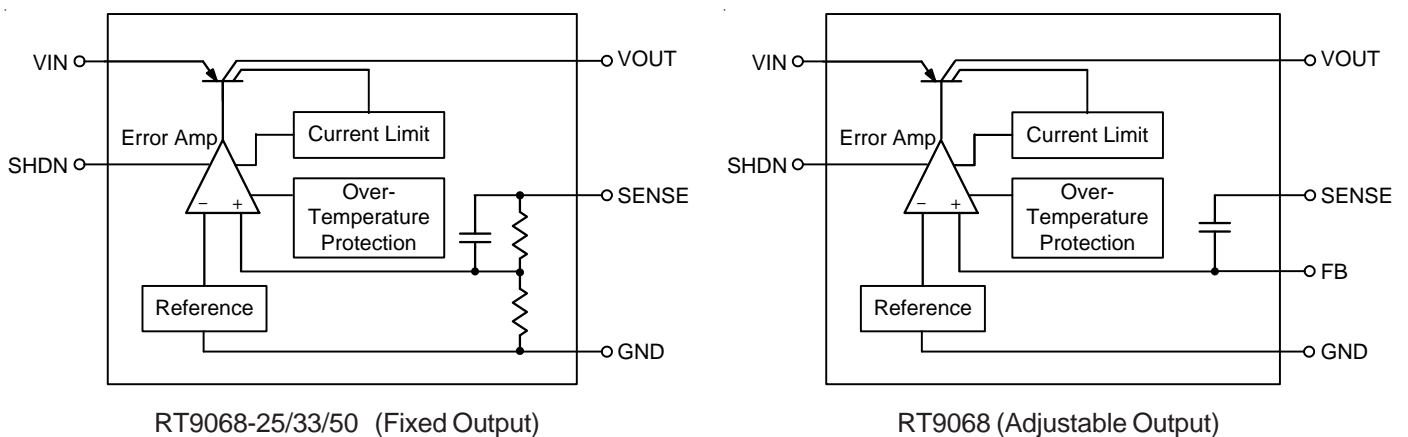 VIN
VOUT
Error Amp
Current Limit
SHDN
Over-
Temperature
Protection
SENSE
− +
Reference
GND
RT9068-25/33/50 (Fixed Output)
VIN
VOUT
Error Amp
Current Limit
SHDN
Over-
Temperature
Protection
SENSE
− +
FB
Reference
GND
RT9068 (Adjustable Output)